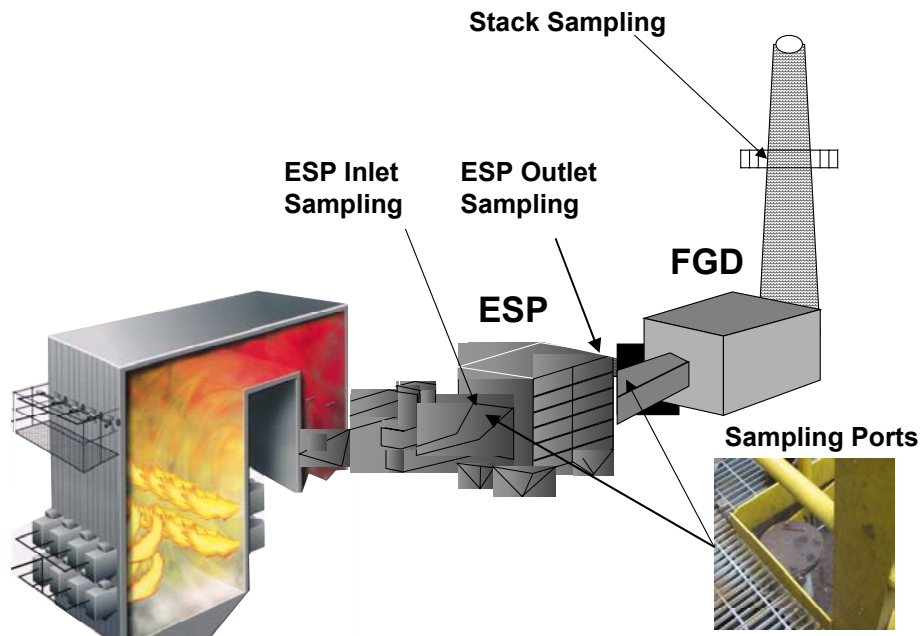 Stack Sampling
ESP Inlet
Sampling
ESP Outlet
Sampling
FGD
ESP
Sampling Ports